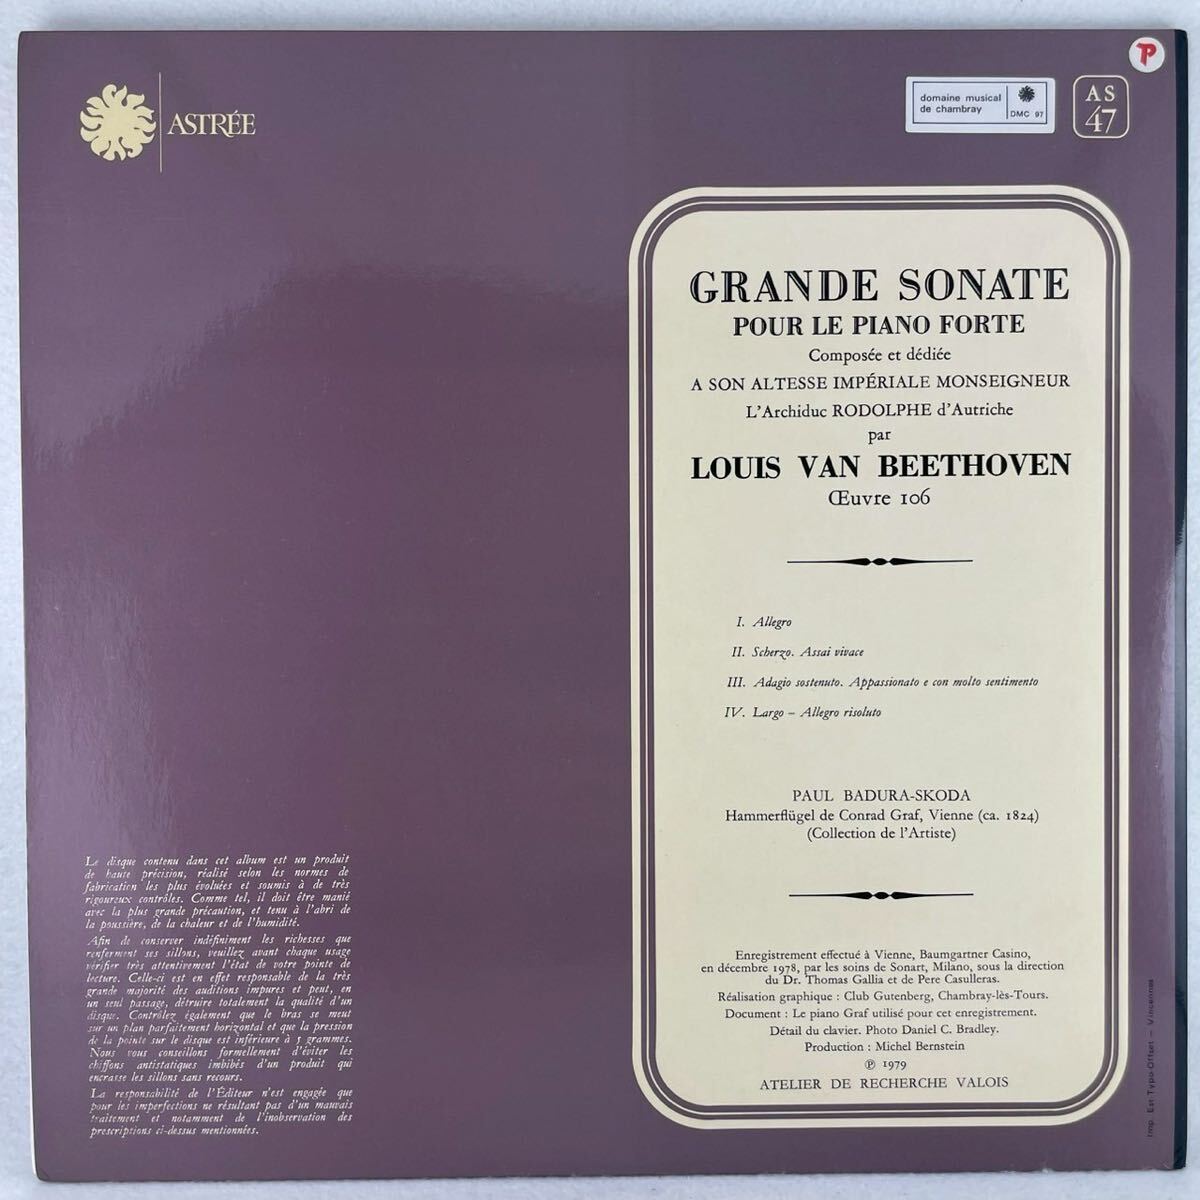 ASTRÉE
domaine musical
de chambray
DMC 97
AS
47
P
GRANDE SONATE
POUR LE PIANO FORTE
Composée et dédiée
A SON ALTESSE IMPÉRIALE MONSEIGNEUR
L'Archiduc RODOLPHE d'Autriche
par
LOUIS VAN BEETHOVEN
Œuvre 106
I. Allegro
II. Scherzo. Assai vivace
III. Adagio sostenuto. Appassionato e con molto sentimento
IV. Largo – Allegro risoluto
PAUL BADURA-SKODA
Hammerflügel de Conrad Graf, Vienne (ca. 1824)
(Collection de l'Artiste)
Enregistrement effectué à Vienne, Baumgartner Casino,
en décembre 1978, par les soins de Sonart, Milano, sous la direction
du Dr. Thomas Gallia et de Pere Casulleras.
Réalisation graphique : Club Gutenberg, Chambray-lès-Tours.
Document : Le piano Graf utilisé pour cet enregistrement.
Détail du clavier. Photo Daniel C. Bradley.
Production : Michel Bernstein
℗ 1979
ATELIER DE RECHERCHE VALOIS
Le disque contenu dans cet album est un produit
de haute précision, réalisé selon les normes de
fabrication les plus évoluées et soumis à de très
rigoureux contrôles. Comme tel, il doit être manié
avec la plus grande précaution, et tenu à l'abri de
la poussière, de la chaleur et de l'humidité.
Afin de conserver indéfiniment les richesses que
renferment ses sillons, veuillez avant chaque usage
vérifier très attentivement l'état de votre pointe de
lecture. Celle-ci est en effet responsable de la très
grande majorité des auditions impures et peut, en
un seul passage, détruire totalement la qualité d'un
disque. Contrôlez également que le bras se meut
sur un plan parfaitement horizontal et que la pression
de la pointe sur le disque est inférieure à 5 grammes.
Nous vous conseillons formellement d'éviter les
chiffons antistatiques imbibés d'un produit qui
encrasse les sillons sans recours.
La responsabilité de l'Éditeur n'est engagée que
pour les imperfections ne résultant pas d'un mauvais
traitement et notamment de l'inobservation des
prescriptions ci-dessus mentionnées.
Imp. Est Typo-Offset – Vincennes